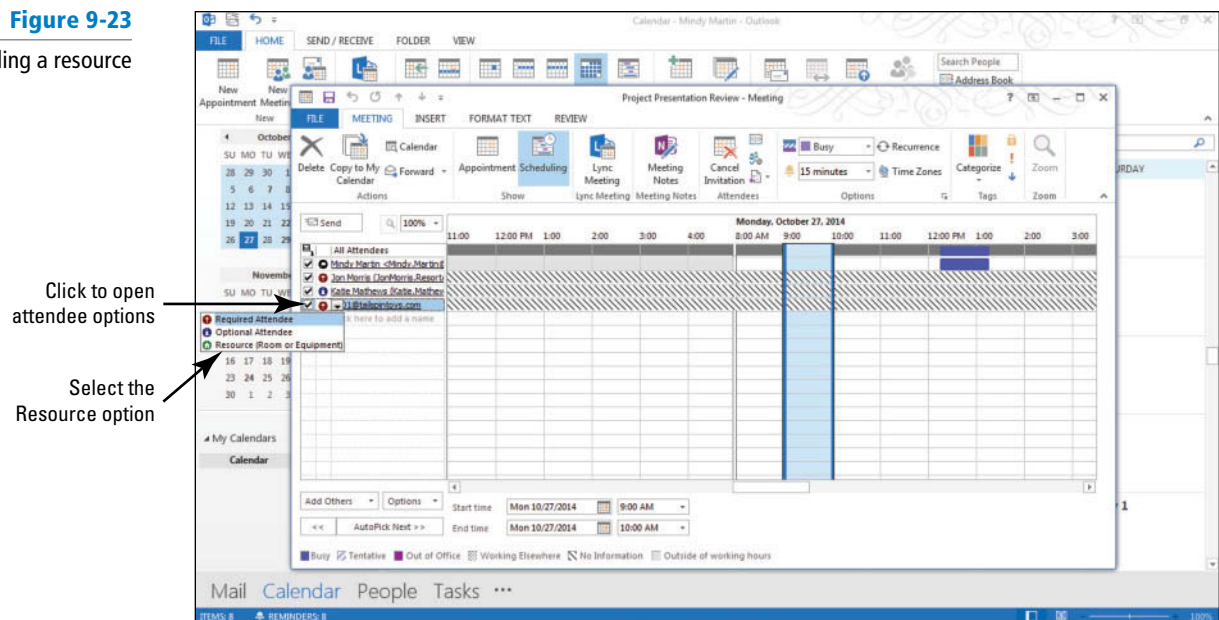 Figure 9-23
ling a resource
Click to open
attendee options
Select the
Resource option
Calendar - Mindy Martin - Outlook
FILE HOME SEND / RECEIVE FOLDER VIEW
New Appointment
New
New
Search People
Address Book
Project Presentation Review - Meeting
FILE MEETING INSERT FORMAT TEXT REVIEW
Delete
Copy to My Calendar
Calendar
Forward
Actions
Appointment
Scheduling
Show
Lync Meeting
Lync Meeting
Meeting Notes
Meeting Notes
Cancel Invitation
Attendees
Busy
15 minutes
Recurrence
Time Zones
Options
Categorize
Tags
Zoom
Zoom
October
SU MO TU WE
28 29 30 1
5 6 7 8
12 13 14 15
19 20 21 22
26 27 28 29
SU MO TU WE
16 17 18 19
23 24 25 26
30 1 2 3
My Calendars
Calendar
Send
100%
Monday, October 27, 2014
11:00 12:00 PM 1:00 2:00 3:00 4:00 8:00 AM 9:00 10:00 11:00 12:00 PM 1:00 2:00 3:00
All Attendees
Mindy Martin <Mindy.Martin@
Jon Morris (JonMorris.Resort
Katie Mathews (Katie.Mathew
Required Attendee
Optional Attendee
Resource (Room or Equipment)
Add Others
Options
<< AutoPick Next >>
Start time Mon 10/27/2014 9:00 AM
End time Mon 10/27/2014 10:00 AM
Busy Tentative Out of Office Working Elsewhere No Information Outside of working hours
1
Mail Calendar People Tasks ...
ITEMS: 8 REMINDERS: 8
100%